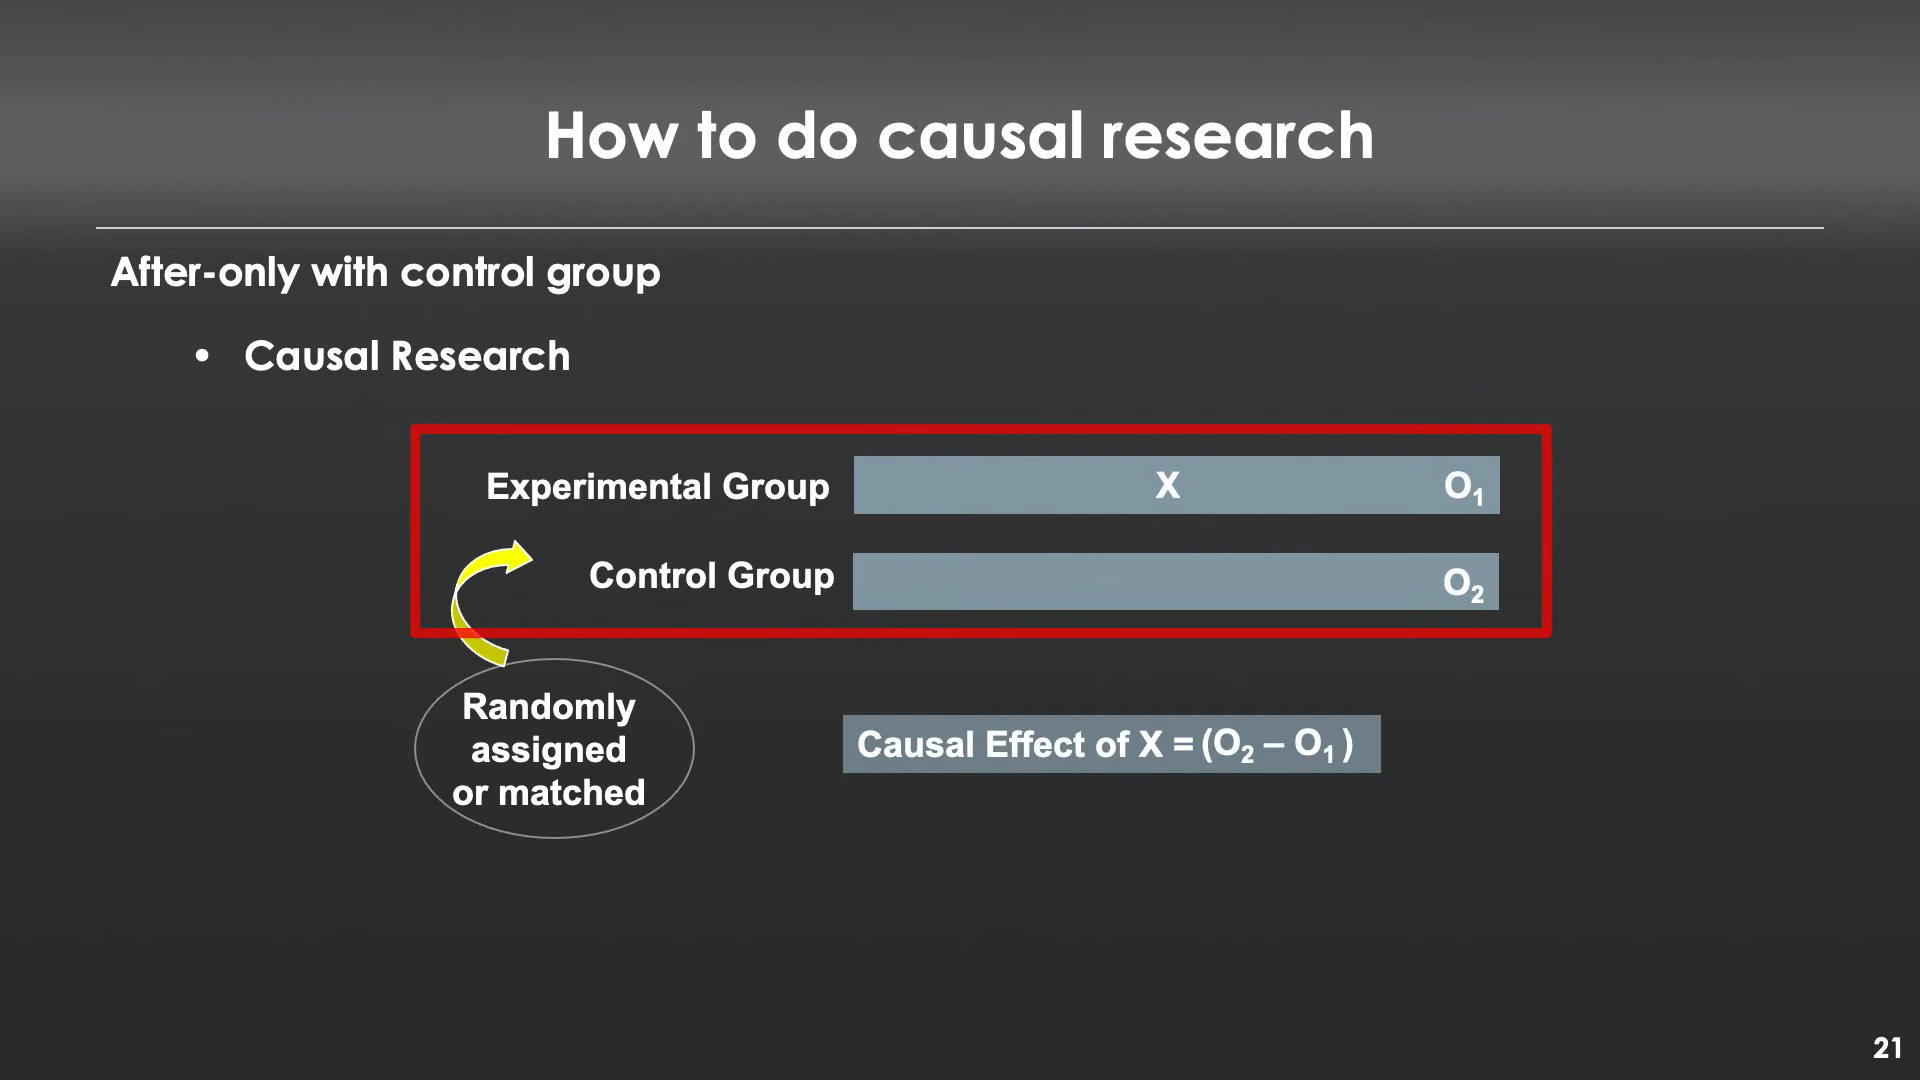 How to do causal research
After-only with control group
• Causal Research
Experimental Group X O₁
Control Group O₂
Randomly
assigned
or matched
Causal Effect of X = (O₂ – O₁ )
21